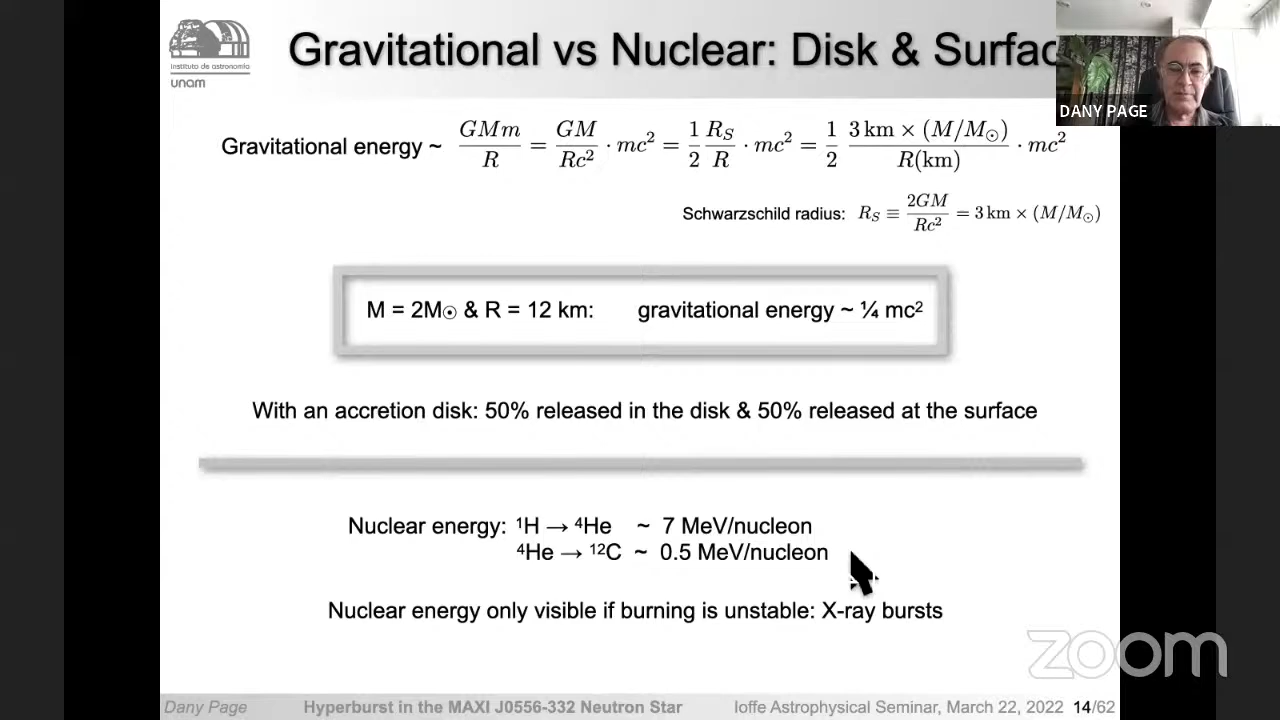 Gravitational vs Nuclear: Disk & Surfac
instituto de astronomía
unam
DANY PAGE
Gravitational energy ~ GMm/R = GM/Rc² · mc² = 1/2 R_S/R · mc² = 1/2 3 km × (M/M☉)/R(km) · mc²
Schwarzschild radius: R_S ≡ 2GM/Rc² = 3 km × (M/M☉)
M = 2M☉ & R = 12 km: gravitational energy ~ ¼ mc²
With an accretion disk: 50% released in the disk & 50% released at the surface
Nuclear energy: ¹H → ⁴He ~ 7 MeV/nucleon
⁴He → ¹²C ~ 0.5 MeV/nucleon
Nuclear energy only visible if burning is unstable: X-ray bursts
zoom
Dany Page Hyperburst in the MAXI J0556-332 Neutron Star Ioffe Astrophysical Seminar, March 22, 2022 14/62